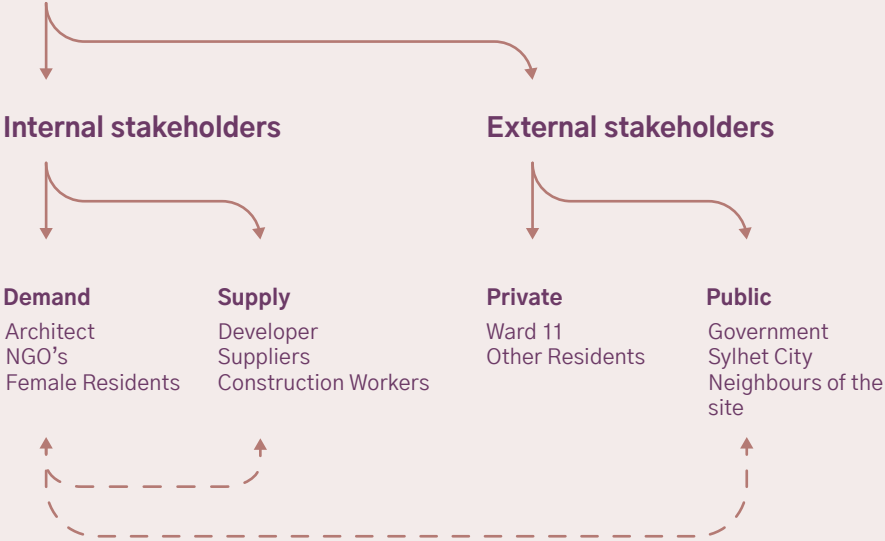 Internal stakeholders
External stakeholders
Demand
Architect
NGO’s
Female Residents
Supply
Developer
Suppliers
Construction Workers
Private
Ward 11
Other Residents
Public
Government
Sylhet City
Neighbours of the
site